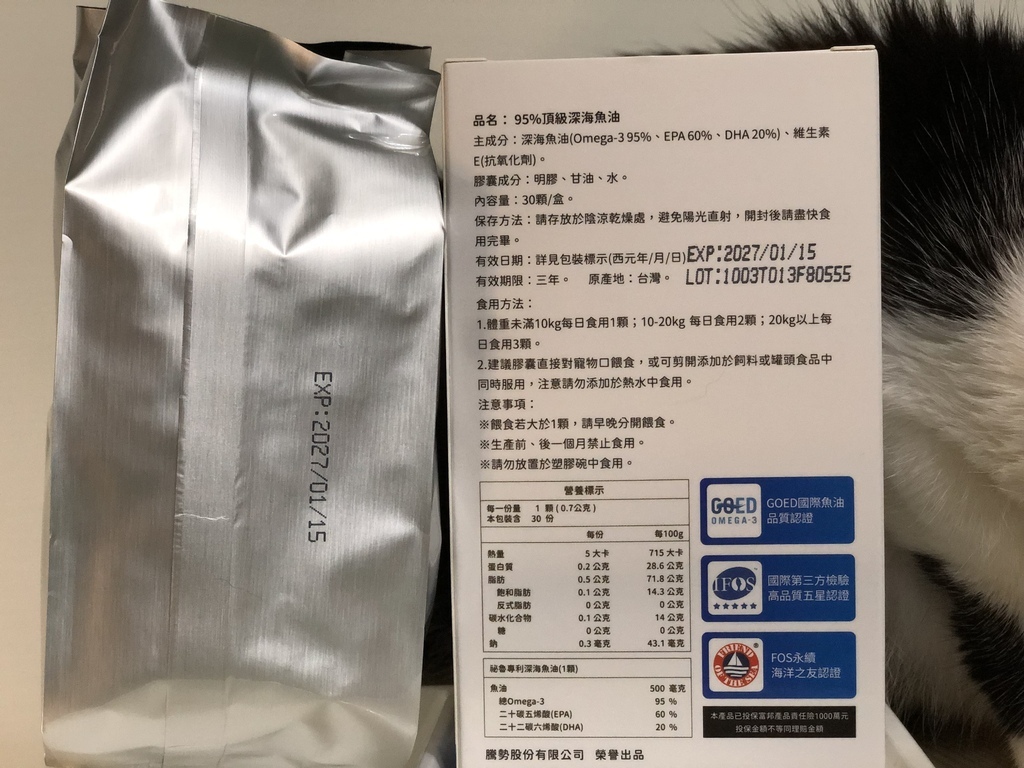 EXP:2027/01/15
品名： 95%頂級深海魚油
主成分：深海魚油(Omega-3 95%、EPA 60%、DHA 20%)、維生素
E(抗氧化劑)。
膠囊成分：明膠、甘油、水。
內容量：30顆/盒。
保存方法：請存放於陰涼乾燥處，避免陽光直射，開封後請盡快食
用完畢。
有效日期：詳見包裝標示(西元年/月/日)EXP:2027/01/15
有效期限：三年。 原產地：台灣。 LOT:1003T013F80555
食用方法：
1.體重未滿10kg每日食用1顆；10-20kg 每日食用2顆；20kg以上每
日食用3顆。
2.建議膠囊直接對寵物口餵食，或可剪開添加於飼料或罐頭食品中
同時服用，注意請勿添加於熱水中食用。
注意事項：
※餵食若大於1顆，請早晚分開餵食。
※生產前、後一個月禁止食用。
※請勿放置於塑膠碗中食用。
營養標示
每一份量 1 顆 ( 0.7公克 )
本包裝含 30 份
每份 每100g
熱量 5 大卡 715 大卡
蛋白質 0.2 公克 28.6 公克
脂肪 0.5 公克 71.8 公克
飽和脂肪 0.1 公克 14.3 公克
反式脂肪 0 公克 0 公克
碳水化合物 0.1 公克 14 公克
糖 0 公克 0 公克
鈉 0.3 毫克 43.1 毫克
祕魯專利深海魚油(1顆)
魚油 500 毫克
總Omega-3 95 %
二十碳五烯酸(EPA) 60 %
二十二碳六烯酸(DHA) 20 %
騰勢股份有限公司 榮譽出品
GOED
OMEGA-3
GOED國際魚油
品質認證
IFOS
國際第三方檢驗
高品質五星認證
FRIEND
OF THE SEA
FOS永續
海洋之友認證
本產品已投保富邦產品責任險1000萬元
投保金額不等同理賠金額